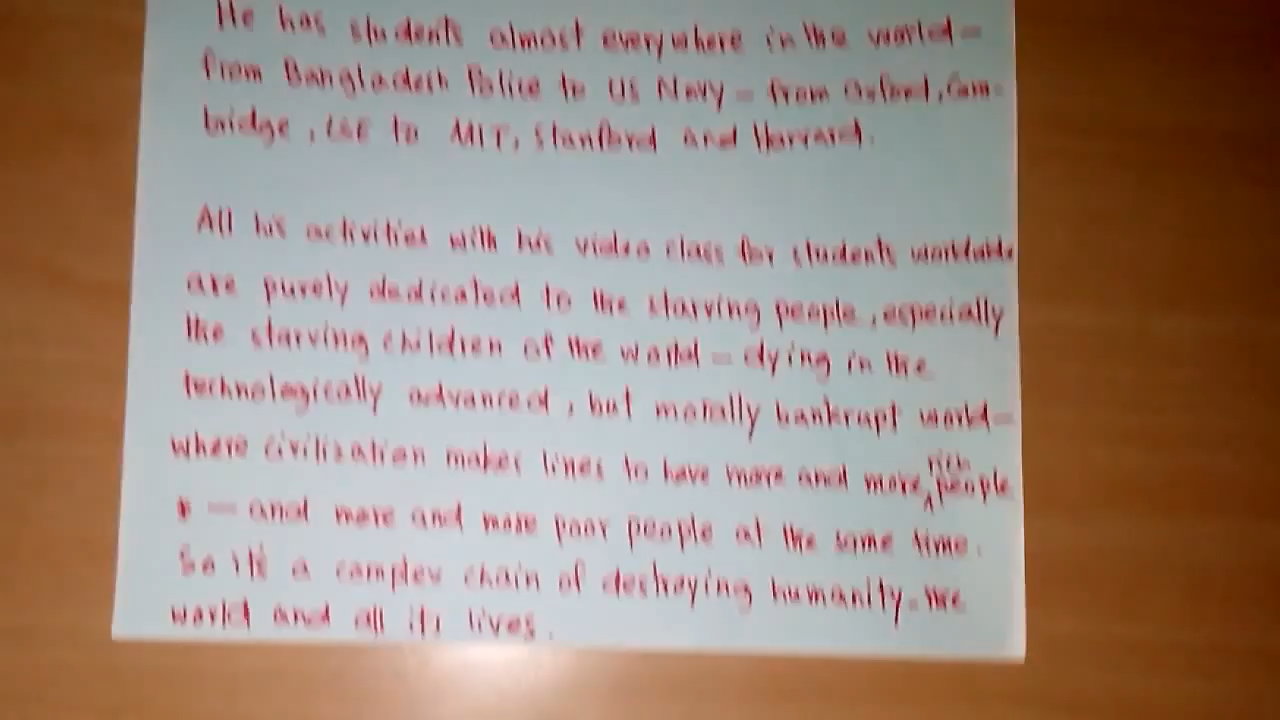 He has students almost everywhere in the world –
from Bangladesh Police to US Navy – from Oxford, Cam-
bridge, LSE to MIT, Stanford and Harvard.
All his activities with his video class for students worldwide
are purely dedicated to the starving people, especially
the starving children of the world – dying in the
technologically advanced, but morally bankrupt world –
where civilization makes lines to have more and more rich people
– and more and more poor people at the same time.
So it's a complex chain of destroying humanity – the
world and all its lives.